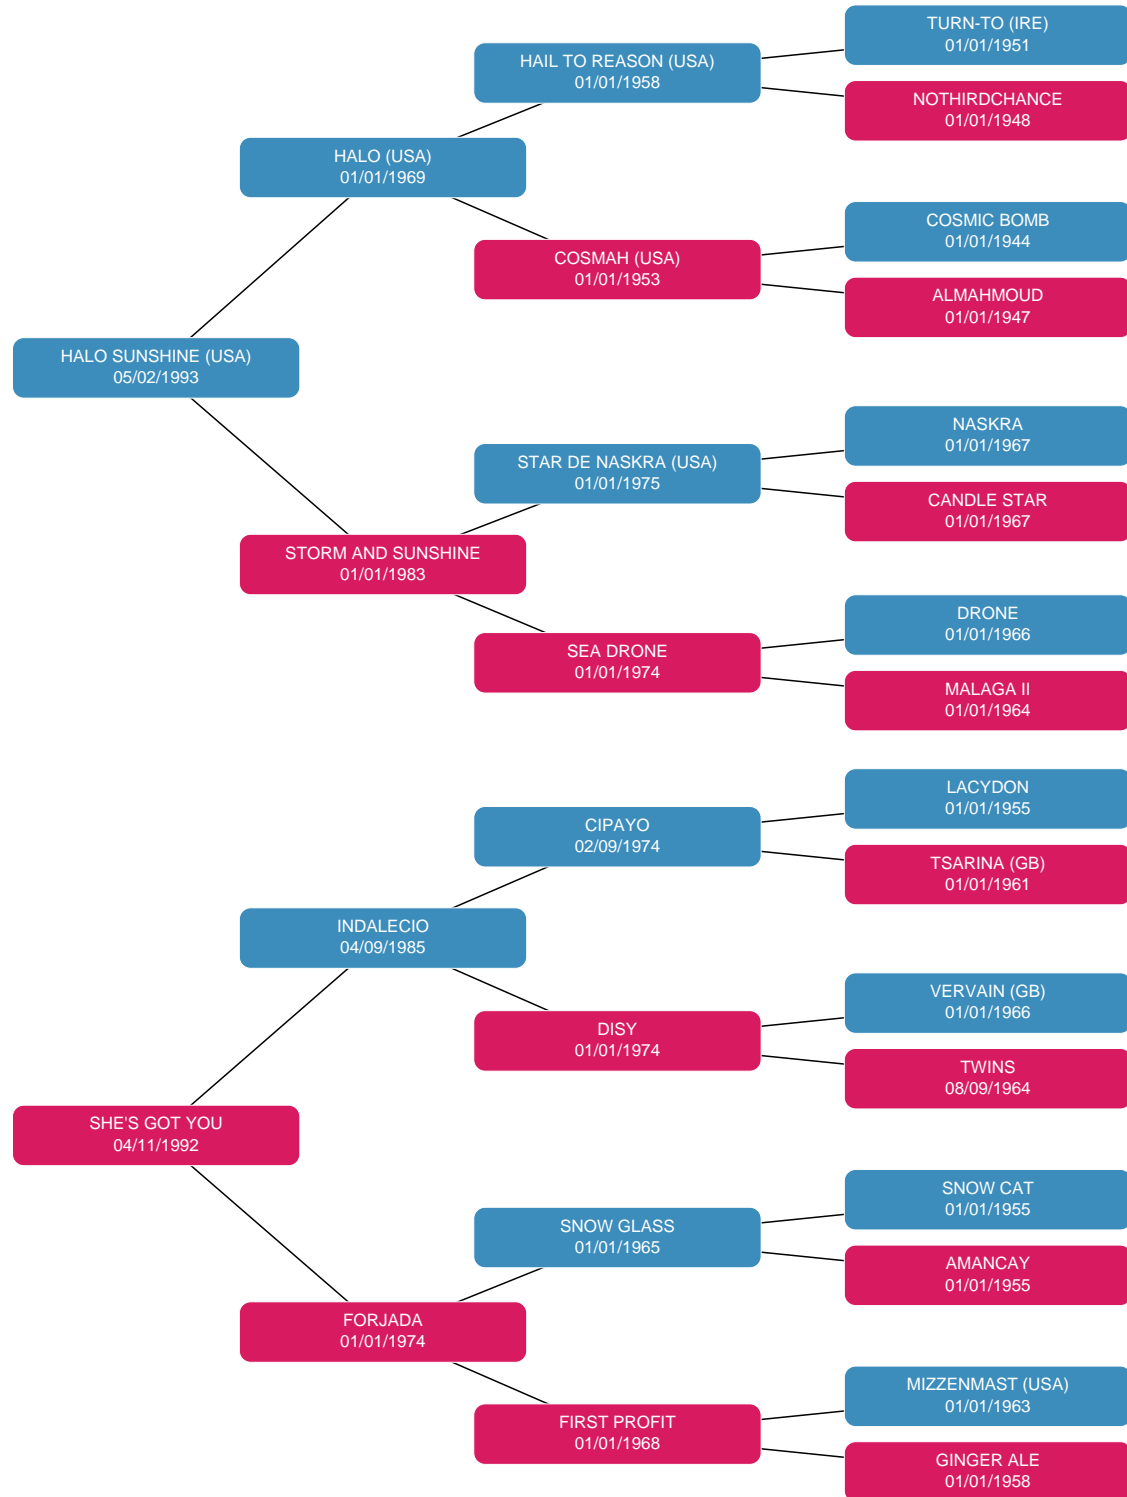 TURN-TO (IRE)
01/01/1951
HAIL TO REASON (USA)
01/01/1958
NOTHIRDCHANCE
01/01/1948
HALO (USA)
01/01/1969
COSMIC BOMB
01/01/1944
COSMAH (USA)
01/01/1953
ALMAHMOUD
01/01/1947
HALO SUNSHINE (USA)
05/02/1993
NASKRA
01/01/1967
STAR DE NASKRA (USA)
01/01/1975
CANDLE STAR
01/01/1967
STORM AND SUNSHINE
01/01/1983
DRONE
01/01/1966
SEA DRONE
01/01/1974
MALAGA II
01/01/1964
LACYDON
01/01/1955
CIPAYO
02/09/1974
TSARINA (GB)
01/01/1961
INDALECIO
04/09/1985
VERVAIN (GB)
01/01/1966
DISY
01/01/1974
TWINS
08/09/1964
SHE'S GOT YOU
04/11/1992
SNOW CAT
01/01/1955
SNOW GLASS
01/01/1965
AMANCAY
01/01/1955
FORJADA
01/01/1974
MIZZENMAST (USA)
01/01/1963
FIRST PROFIT
01/01/1968
GINGER ALE
01/01/1958